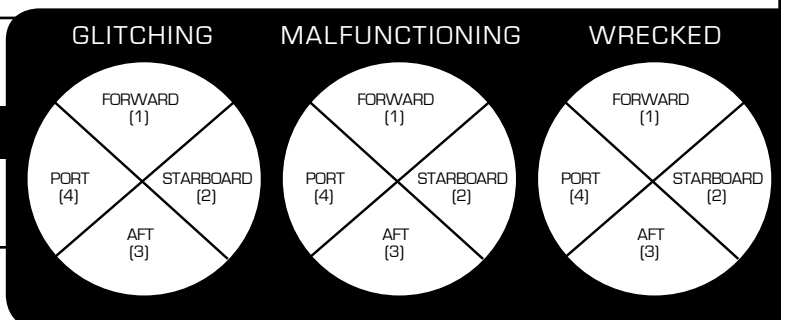 GLITCHING
FORWARD
(1)
PORT
(4)
STARBOARD
(2)
AFT
(3)
MALFUNCTIONING
FORWARD
(1)
PORT
(4)
STARBOARD
(2)
AFT
(3)
WRECKED
FORWARD
(1)
PORT
(4)
STARBOARD
(2)
AFT
(3)